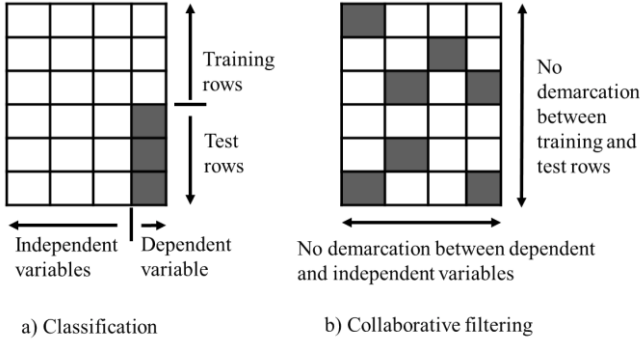 Training
rows
Test
rows
Independent
variables
Dependent
variable
a) Classification
No
demarcation
between
training and
test rows
No demarcation between dependent
and independent variables
b) Collaborative filtering